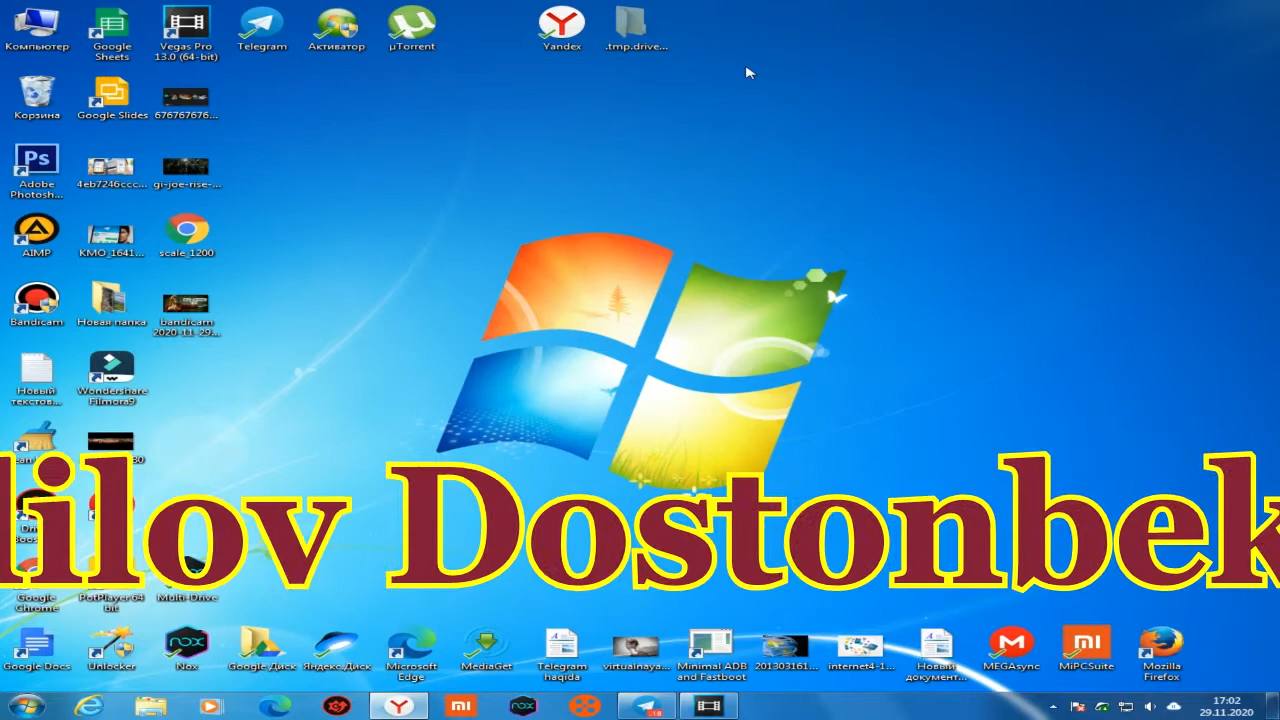 Компьютер
Google Sheets
Vegas Pro 13.0 (64-bit)
Telegram
Активатор
µTorrent
Yandex
.tmp.drive...
Корзина
Google Slides
676767676...
Adobe Photosh...
4eb7246ccc...
gi-joe-rise-...
AIMP
KMO_1641...
scale_1200
Bandicam
Новая папка
bandicam 2020-11-29...
Новый текстов...
Wondershare Filmora9
lilov Dostonbek
Google Chrome
PotPlayer 64 bit
Multi-Drive
Google Docs
Unlocker
Nox
Google Диск
Яндекс.Диск
Microsoft Edge
MediaGet
Telegram haqida
virtualnaya...
Minimal ADB and Fastboot
201303161...
internet4-1...
Новый документ...
MEGAsync
MiPCSuite
Mozilla Firefox
17:02
29.11.2020